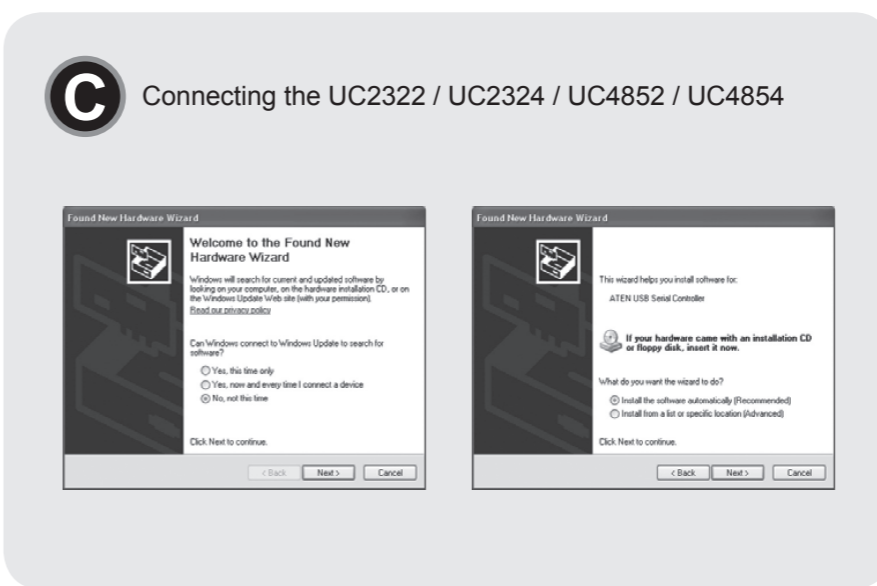 C
Connecting the UC2322 / UC2324 / UC4852 / UC4854
Found New Hardware Wizard
Welcome to the Found New
Hardware Wizard
Windows will search for current and updated software by
looking on your computer, on the hardware installation CD, or on
the Windows Update Web site (with your permission).
Read our privacy policy
Can Windows connect to Windows Update to search for
software?
Yes, this time only
Yes, now and every time I connect a device
No, not this time
Click Next to continue.
< Back
Next >
Cancel
Found New Hardware Wizard
This wizard helps you install software for:
ATEN USB Serial Controller
If your hardware came with an installation CD
or floppy disk, insert it now.
What do you want the wizard to do?
Install the software automatically (Recommended)
Install from a list or specific location (Advanced)
Click Next to continue.
< Back
Next >
Cancel